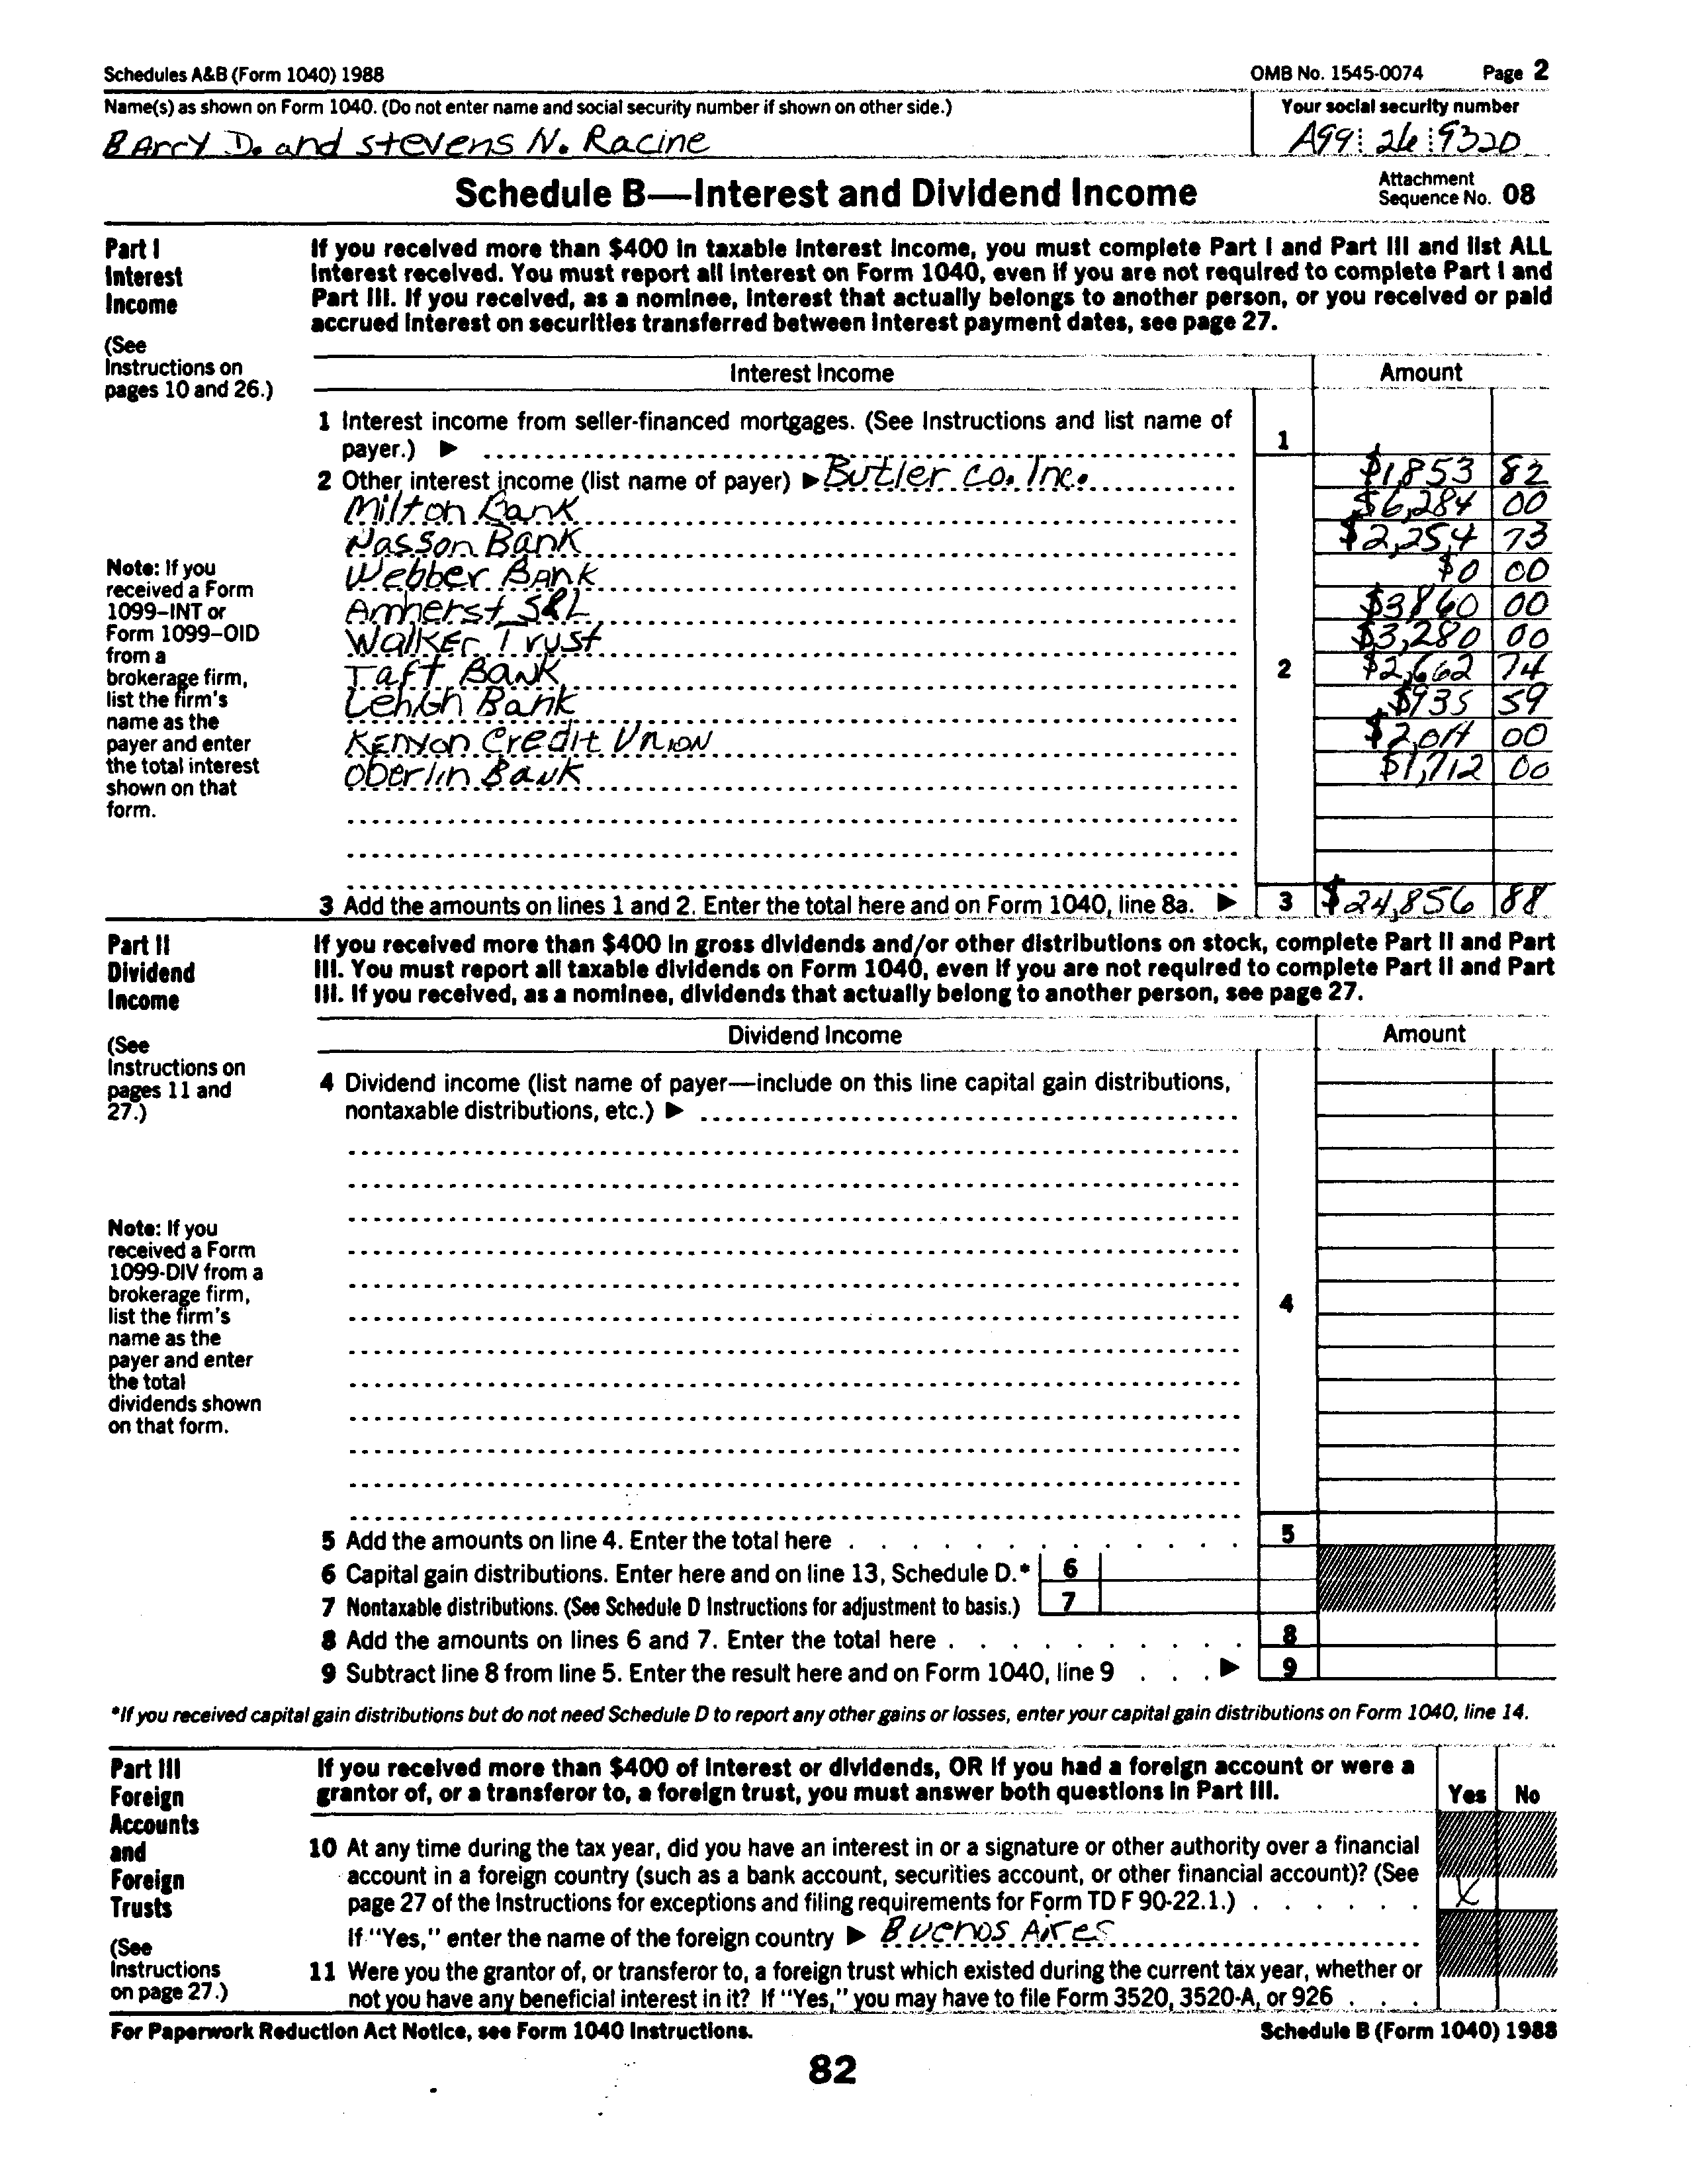 Schedules A&B (Form 1040) 1988 OMB No. 1545-0074 Page 2
Name(s) as shown on Form 1040. (Do not enter name and social security number if shown on other side.) Your social security number
BArrY D. and stevens N. Racine A99 26 9320
Schedule B—Interest and Dividend Income Attachment Sequence No. 08
Part I Interest Income
(See Instructions on pages 10 and 26.)
If you received more than $400 in taxable interest income, you must complete Part I and Part III and list ALL
interest received. You must report all interest on Form 1040, even if you are not required to complete Part I and
Part III. If you received, as a nominee, interest that actually belongs to another person, or you received or paid
accrued interest on securities transferred between interest payment dates, see page 27.
Interest Income Amount
1 Interest income from seller-financed mortgages. (See Instructions and list name of
payer.) ▶ 1
2 Other interest income (list name of payer) ▶ Butler co. Inc. $1,853 82
Milton Bank $6,284 00
Nasson Bank $2,254 73
Webber BAnk $0 00
Amherst S&L $3860 00
Walker Trust $3,280 00
Taft Bank 2 $2,662 74
Lehigh Bank $935 59
Kenyon Credit Union $2,014 00
Oberlin Bank $1,712 00
Note: If you
received a Form
1099–INT or
Form 1099–OID
from a
brokerage firm,
list the firm's
name as the
payer and enter
the total interest
shown on that
form.
3 Add the amounts on lines 1 and 2. Enter the total here and on Form 1040, line 8a. ▶ 3 $24,856 88
Part II Dividend Income
(See Instructions on pages 11 and 27.)
If you received more than $400 in gross dividends and/or other distributions on stock, complete Part II and Part
III. You must report all taxable dividends on Form 1040, even if you are not required to complete Part II and Part
III. If you received, as a nominee, dividends that actually belong to another person, see page 27.
Dividend Income Amount
4 Dividend income (list name of payer—include on this line capital gain distributions,
nontaxable distributions, etc.) ▶
4
Note: If you
received a Form
1099-DIV from a
brokerage firm,
list the firm's
name as the
payer and enter
the total
dividends shown
on that form.
5 Add the amounts on line 4. Enter the total here 5
6 Capital gain distributions. Enter here and on line 13, Schedule D.* 6
7 Nontaxable distributions. (See Schedule D Instructions for adjustment to basis.) 7
8 Add the amounts on lines 6 and 7. Enter the total here 8
9 Subtract line 8 from line 5. Enter the result here and on Form 1040, line 9 ▶ 9
*If you received capital gain distributions but do not need Schedule D to report any other gains or losses, enter your capital gain distributions on Form 1040, line 14.
Part III Foreign Accounts and Foreign Trusts
(See Instructions on page 27.)
If you received more than $400 of interest or dividends, OR if you had a foreign account or were a
grantor of, or a transferor to, a foreign trust, you must answer both questions in Part III. Yes No
10 At any time during the tax year, did you have an interest in or a signature or other authority over a financial
account in a foreign country (such as a bank account, securities account, or other financial account)? (See
page 27 of the Instructions for exceptions and filing requirements for Form TD F 90-22.1.) X
If "Yes," enter the name of the foreign country ▶ Buenos Aires
11 Were you the grantor of, or transferor to, a foreign trust which existed during the current tax year, whether or
not you have any beneficial interest in it? If "Yes," you may have to file Form 3520, 3520-A, or 926
For Paperwork Reduction Act Notice, see Form 1040 Instructions. Schedule B (Form 1040) 1988
82